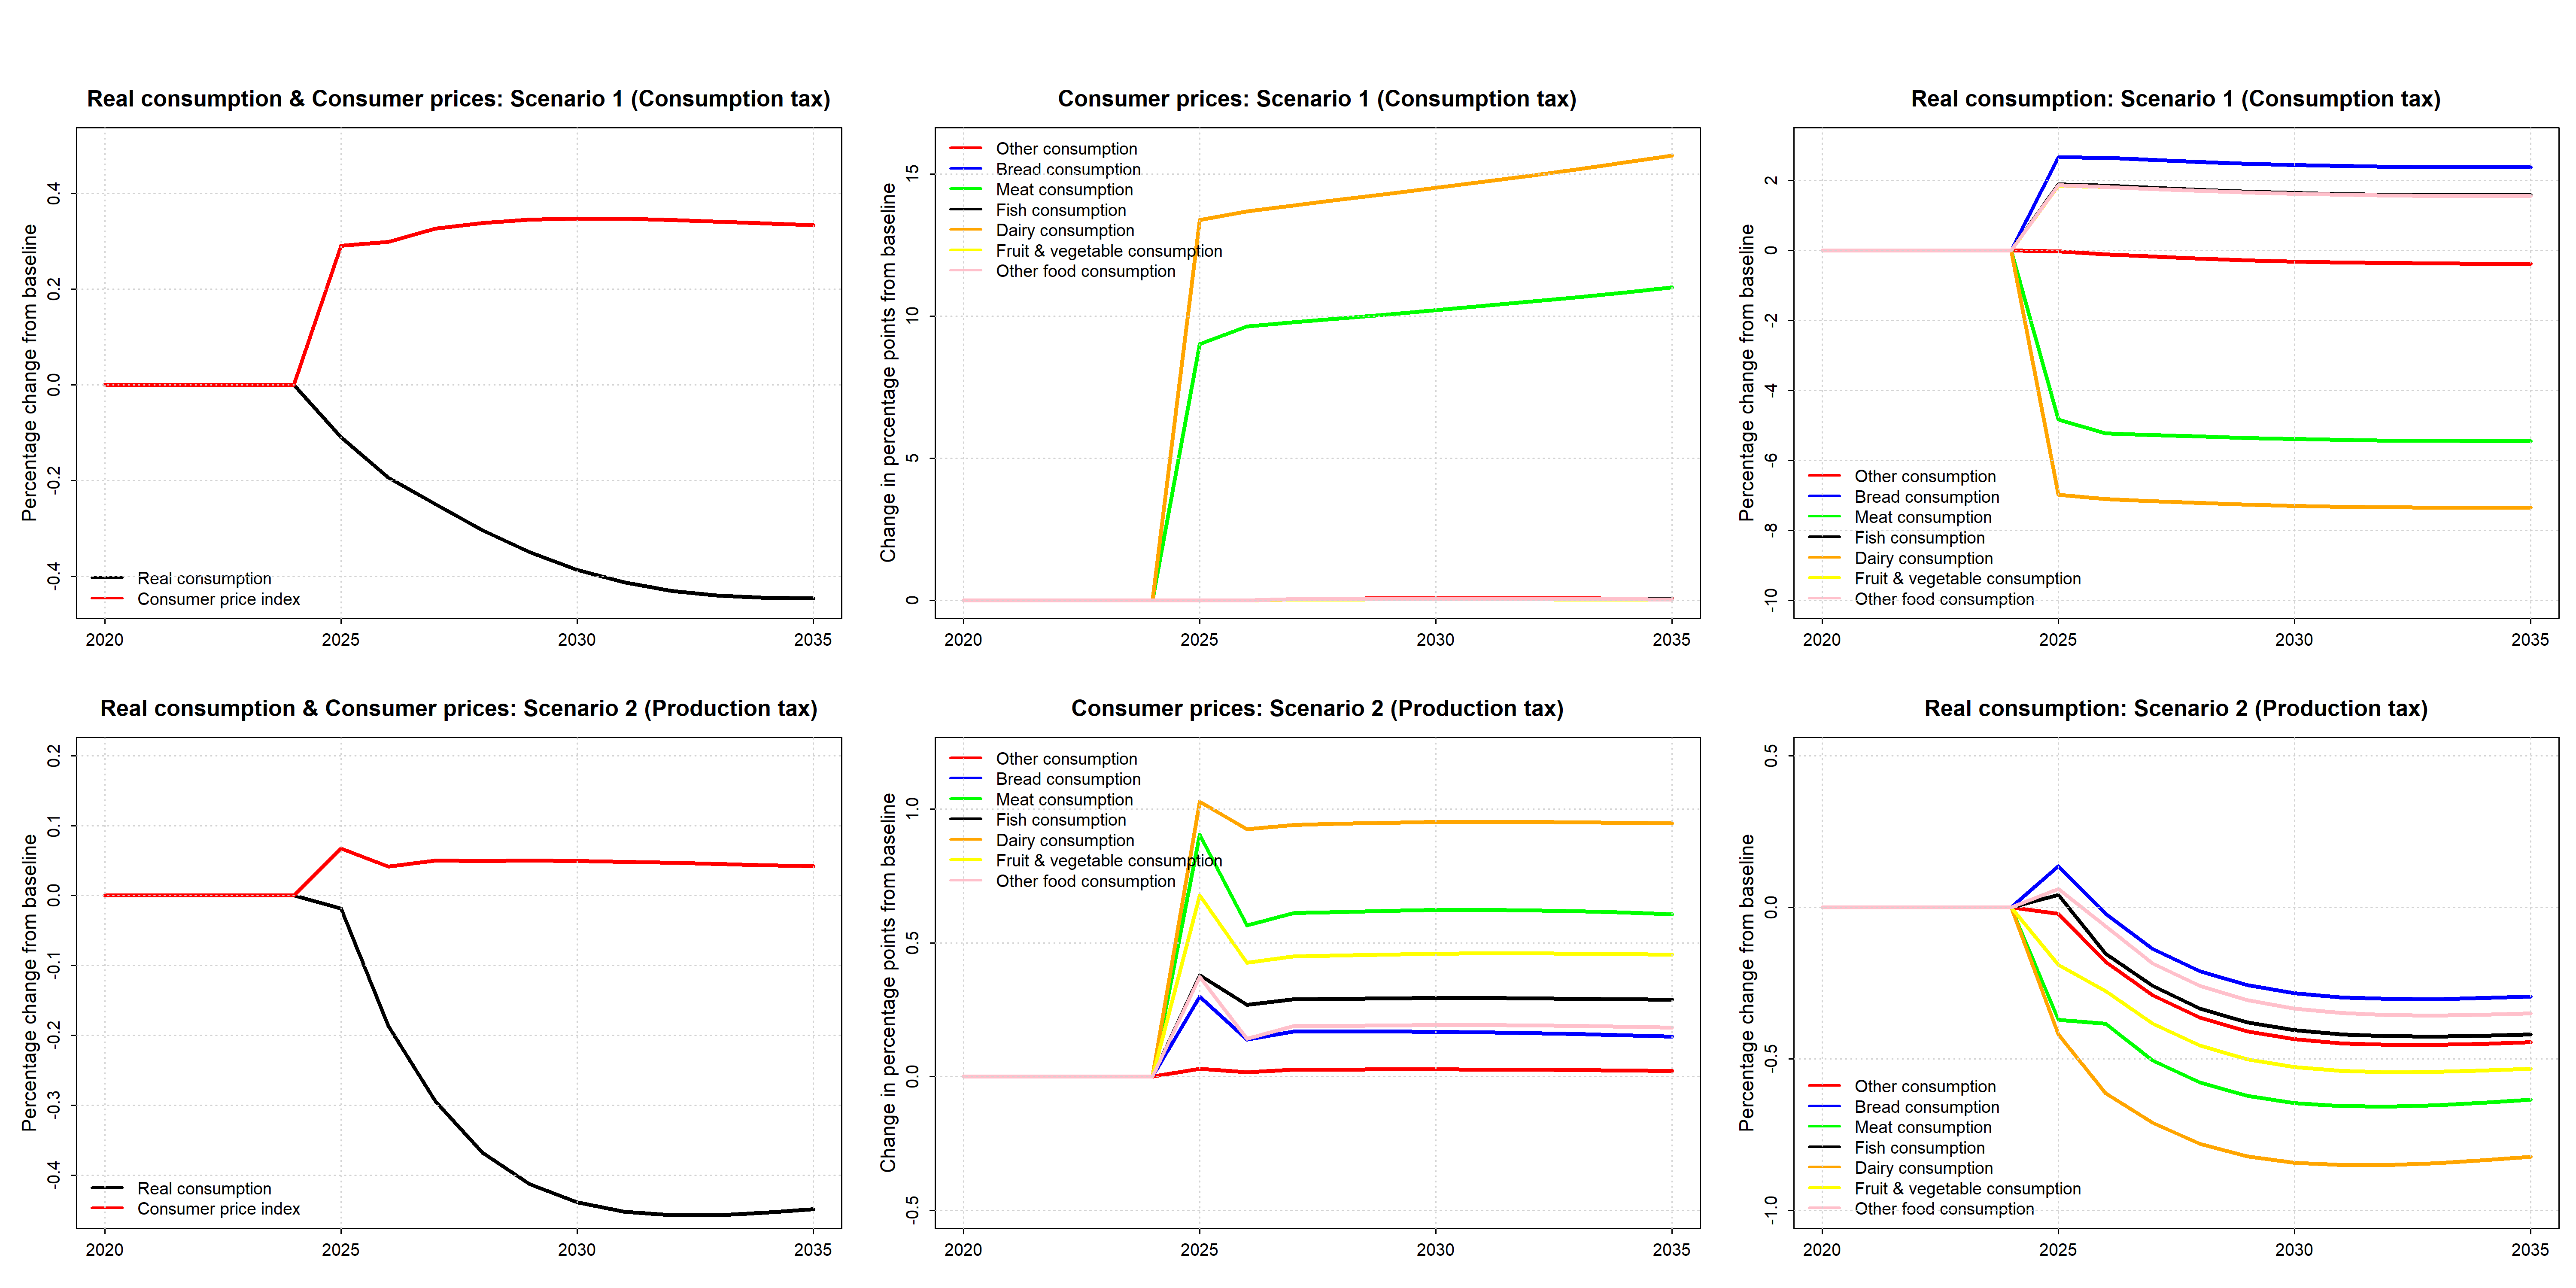 Real consumption & Consumer prices: Scenario 1 (Consumption tax)
Percentage change from baseline
0.4
0.2
0.0
-0.2
-0.4
Real consumption
Consumer price index
2020 2025 2030 2035
Consumer prices: Scenario 1 (Consumption tax)
Change in percentage points from baseline
15
10
5
0
Other consumption
Bread consumption
Meat consumption
Fish consumption
Dairy consumption
Fruit & vegetable consumption
Other food consumption
2020 2025 2030 2035
Real consumption: Scenario 1 (Consumption tax)
Percentage change from baseline
2
0
-2
-4
-6
-8
-10
Other consumption
Bread consumption
Meat consumption
Fish consumption
Dairy consumption
Fruit & vegetable consumption
Other food consumption
2020 2025 2030 2035
Real consumption & Consumer prices: Scenario 2 (Production tax)
Percentage change from baseline
0.2
0.1
0.0
-0.1
-0.2
-0.3
-0.4
Real consumption
Consumer price index
2020 2025 2030 2035
Consumer prices: Scenario 2 (Production tax)
Change in percentage points from baseline
1.0
0.5
0.0
-0.5
Other consumption
Bread consumption
Meat consumption
Fish consumption
Dairy consumption
Fruit & vegetable consumption
Other food consumption
2020 2025 2030 2035
Real consumption: Scenario 2 (Production tax)
Percentage change from baseline
0.5
0.0
-0.5
-1.0
Other consumption
Bread consumption
Meat consumption
Fish consumption
Dairy consumption
Fruit & vegetable consumption
Other food consumption
2020 2025 2030 2035